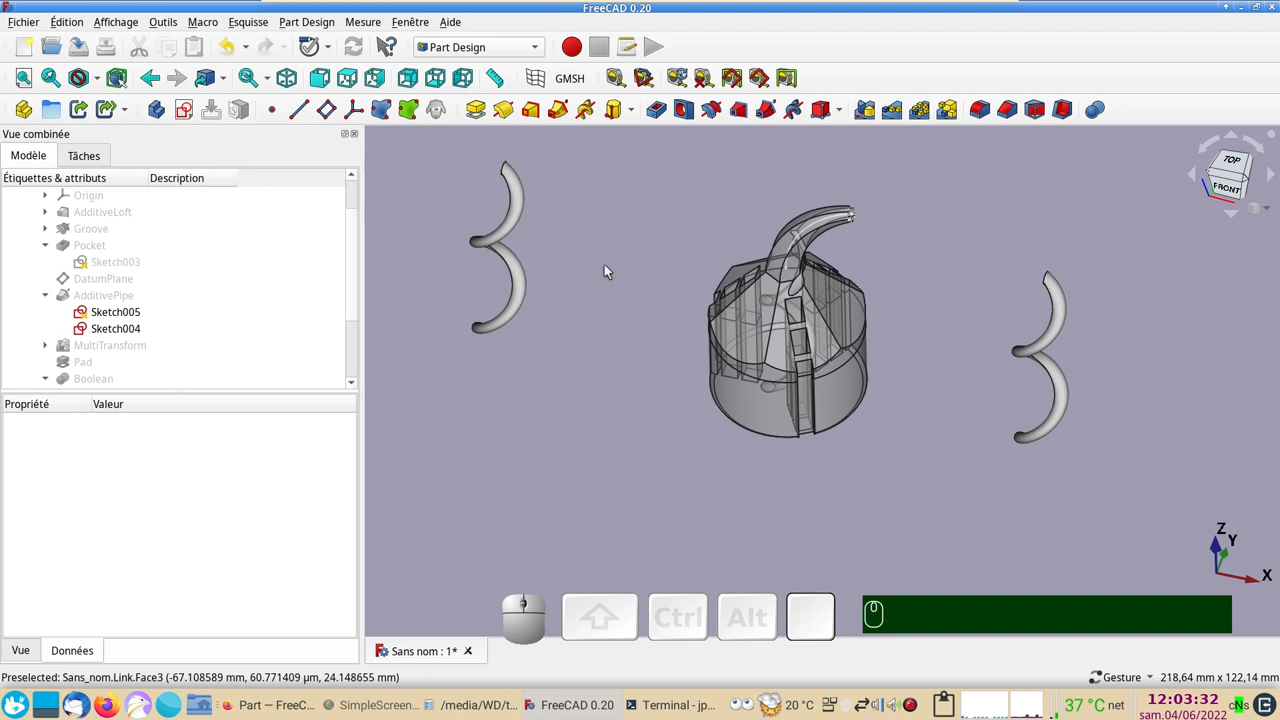 FreeCAD 0.20
Fichier Édition Affichage Outils Macro Esquisse Part Design Mesure Fenêtre Aide
Part Design
GMSH
Vue combinée
Modèle Tâches
Étiquettes & attributs Description
Origin
AdditiveLoft
Groove
Pocket
Sketch003
DatumPlane
AdditivePipe
Sketch005
Sketch004
MultiTransform
Pad
Boolean
Propriété Valeur
TOP
FRONT
Z
Y
X
Ctrl Alt
Vue Données
Sans nom : 1*
Preselected: Sans_nom.Link.Face3 (-67.108589 mm, 60.771409 µm, 24.148655 mm)
Gesture 218,64 mm x 122,14 mm
Part — FreeC... SimpleScreen... /media/WD/t... FreeCAD 0.20 Terminal - jp... 20 °C 37 °C net 12:03:32
sam.04/06/2022